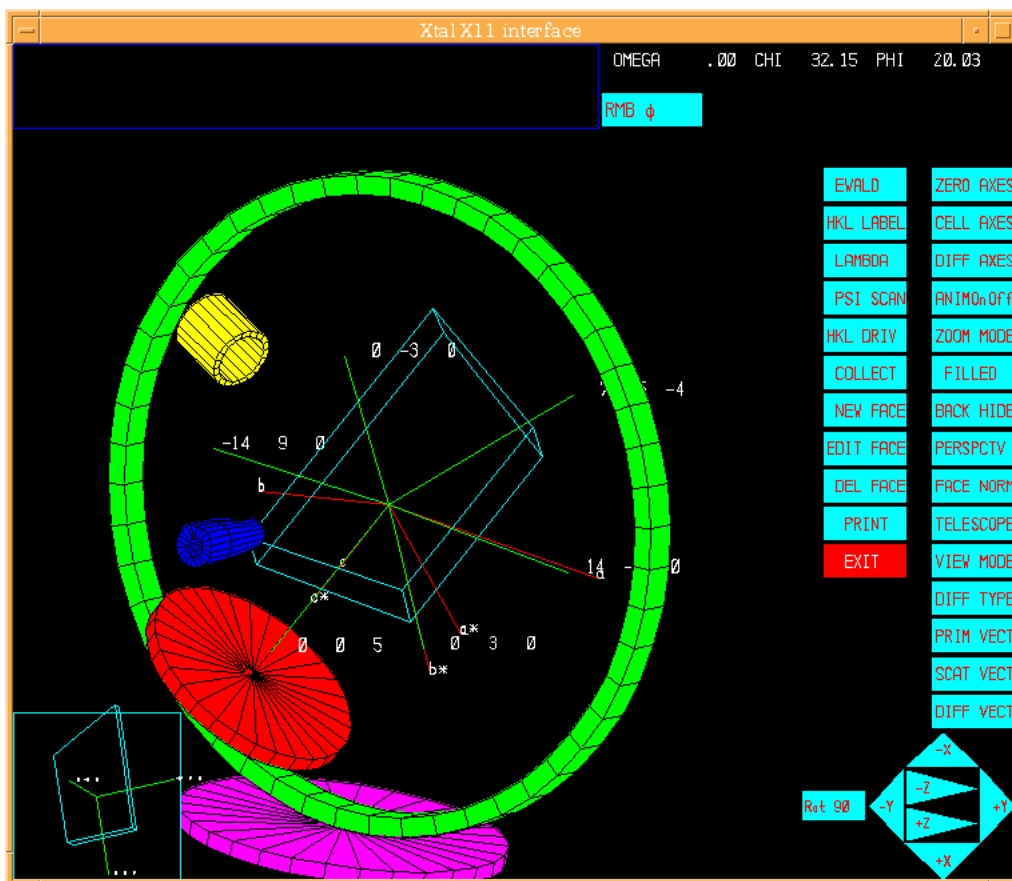 Xtal X11 interface
OMEGA .00 CHI 32.15 PHI 20.03
RMB ϕ
EWALD ZERO AXES
HKL LABEL CELL AXES
LAMBDA DIFF AXES
PSI SCAN ANIMOnOff
HKL DRIV ZOOM MODE
COLLECT FILLED
NEW FACE BACK HIDE
EDIT FACE PERSPCTV
DEL FACE FACE NORM
PRINT TELESCOPE
EXIT VIEW MODE
DIFF TYPE
PRIM VECT
SCAT VECT
DIFF VECT
0 -3 0
-4
-14 9 0
b
c
14 - 0
a
c*
a*
0 0 5
0 3 0
b*
-X
-Z
Rot 90 -Y +Y
+Z
+X